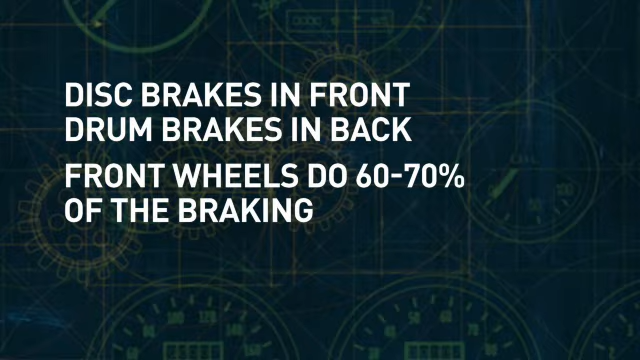 DISC BRAKES IN FRONT
DRUM BRAKES IN BACK
FRONT WHEELS DO 60-70%
OF THE BRAKING